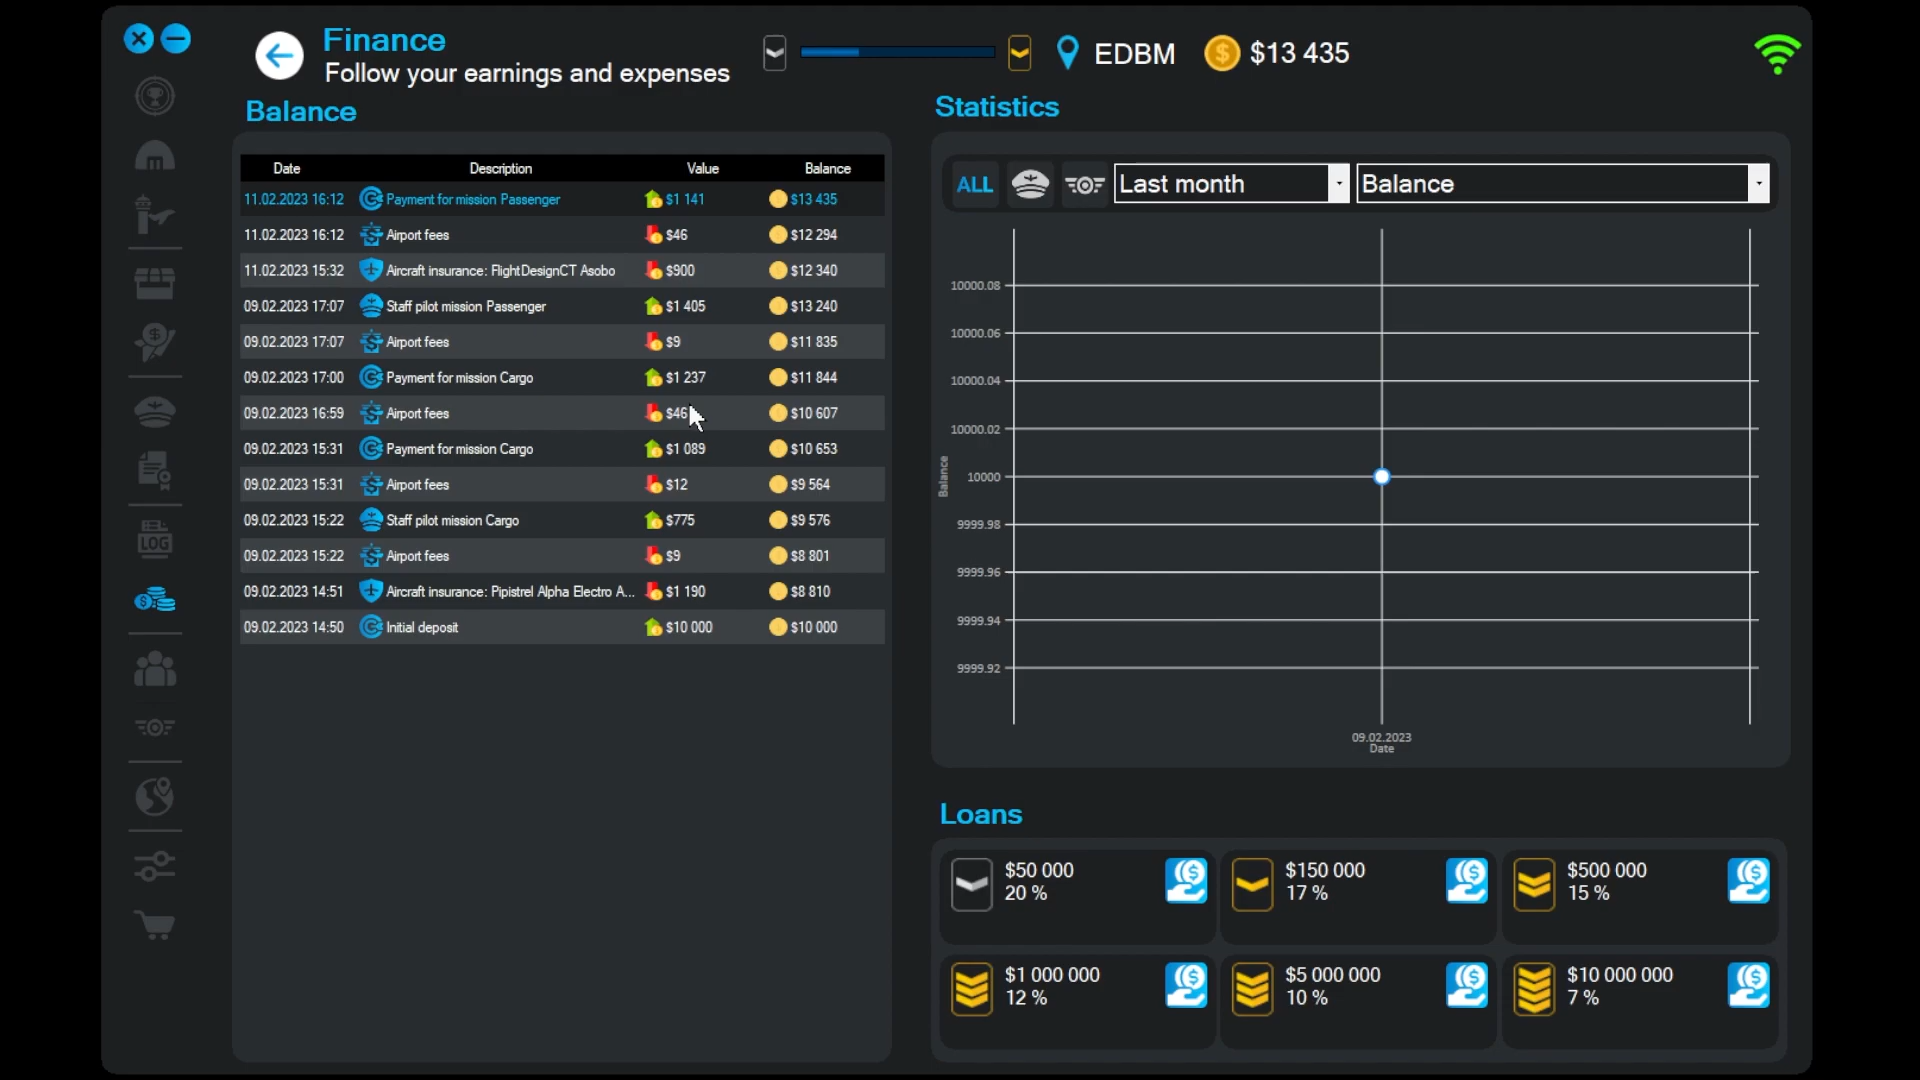 Finance
Follow your earnings and expenses
EDBM
$13 435
Balance
Date Description Value Balance
11.02.2023 16:12 Payment for mission Passenger $1 141 $13 435
11.02.2023 16:12 Airport fees $46 $12 294
11.02.2023 15:32 Aircraft insurance: FlightDesignCT Asobo $900 $12 340
09.02.2023 17:07 Staff pilot mission Passenger $1 405 $13 240
09.02.2023 17:07 Airport fees $9 $11 835
09.02.2023 17:00 Payment for mission Cargo $1 237 $11 844
09.02.2023 16:59 Airport fees $46 $10 607
09.02.2023 15:31 Payment for mission Cargo $1 089 $10 653
09.02.2023 15:31 Airport fees $12 $9 564
09.02.2023 15:22 Staff pilot mission Cargo $775 $9 576
09.02.2023 15:22 Airport fees $9 $8 801
09.02.2023 14:51 Aircraft insurance: Pipistrel Alpha Electro A... $1 190 $8 810
09.02.2023 14:50 Initial deposit $10 000 $10 000
LOG
Statistics
ALL Last month Balance
10000.08
10000.06
10000.04
10000.02
10000
9999.98
9999.96
9999.94
9999.92
Balance
09.02.2023
Date
Loans
$50 000
20 %
$150 000
17 %
$500 000
15 %
$1 000 000
12 %
$5 000 000
10 %
$10 000 000
7 %